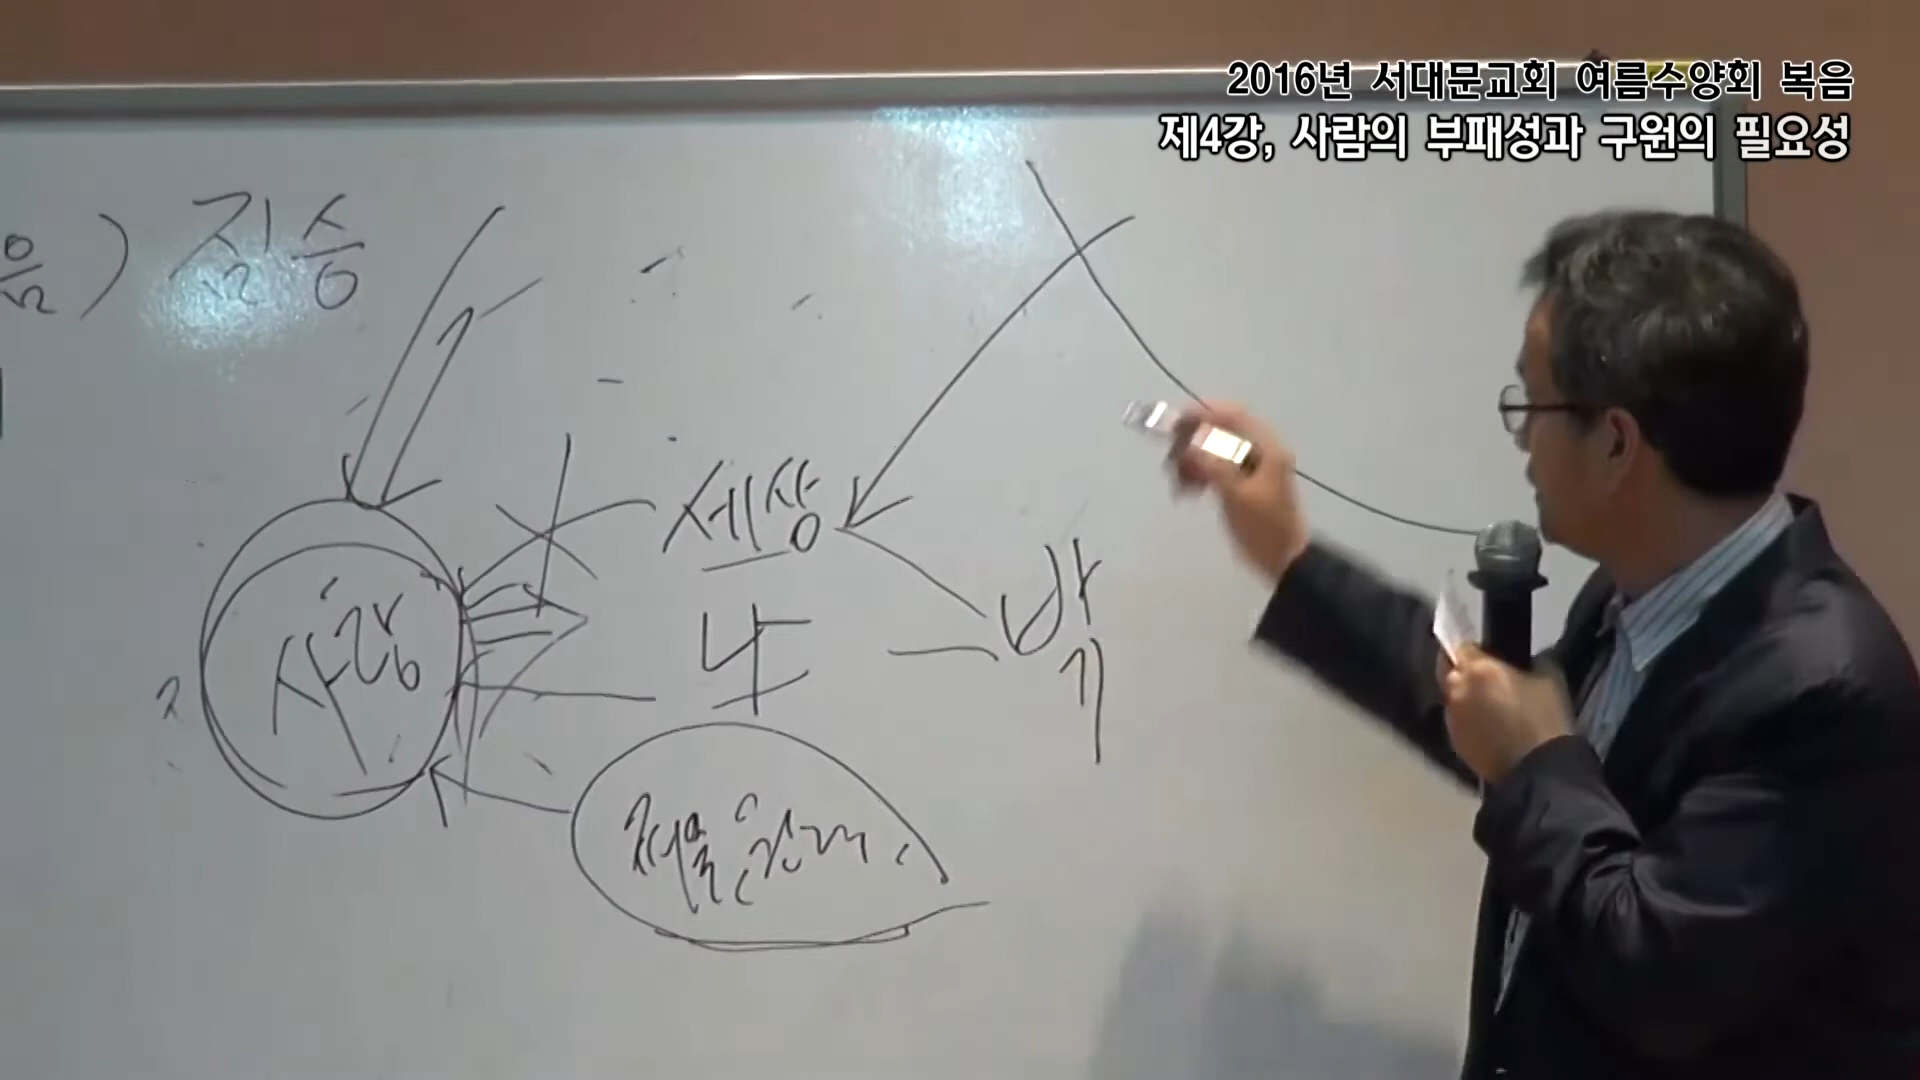 2016년 서대문교회 여름수양회 복음
제4강, 사람의 부패성과 구원의 필요성
음) 짐승
세상
사람
나
밖